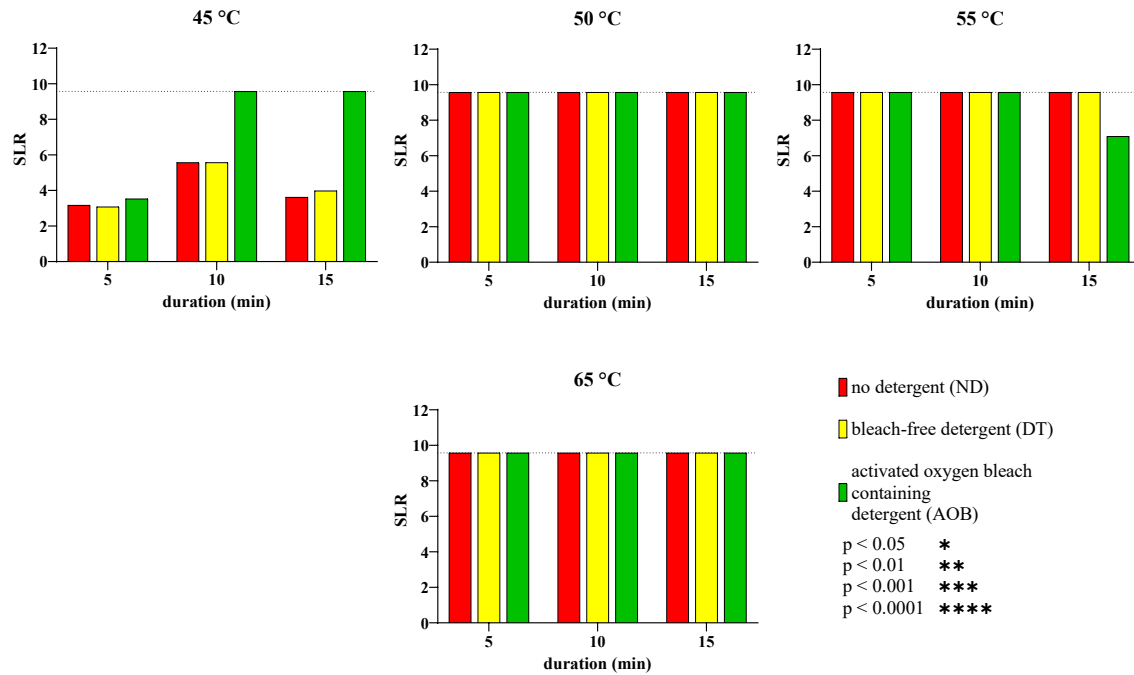 45 °C
12
10
8
6
4
2
0
SLR
5 10 15
duration (min)
50 °C
12
10
8
6
4
2
0
SLR
5 10 15
duration (min)
55 °C
12
10
8
6
4
2
0
SLR
5 10 15
duration (min)
65 °C
12
10
8
6
4
2
0
SLR
5 10 15
duration (min)
no detergent (ND)
bleach-free detergent (DT)
activated oxygen bleach
containing
detergent (AOB)
p < 0.05 *
p < 0.01 **
p < 0.001 ***
p < 0.0001 ****